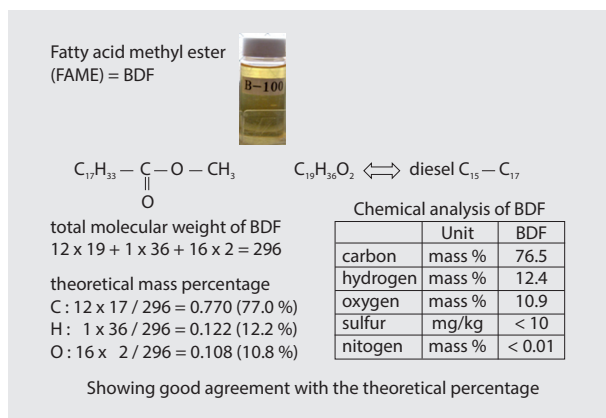 Fatty acid methyl ester
(FAME) = BDF
B-100
C₁₇H₃₃ — C — O — CH₃
||
O
C₁₉H₃₆O₂ ⟺ diesel C₁₅ — C₁₇
total molecular weight of BDF
12 x 19 + 1 x 36 + 16 x 2 = 296
theoretical mass percentage
C : 12 x 17 / 296 = 0.770 (77.0 %)
H : 1 x 36 / 296 = 0.122 (12.2 %)
O : 16 x 2 / 296 = 0.108 (10.8 %)
Chemical analysis of BDF
Unit BDF
carbon mass % 76.5
hydrogen mass % 12.4
oxygen mass % 10.9
sulfur mg/kg < 10
nitogen mass % < 0.01
Showing good agreement with the theoretical percentage